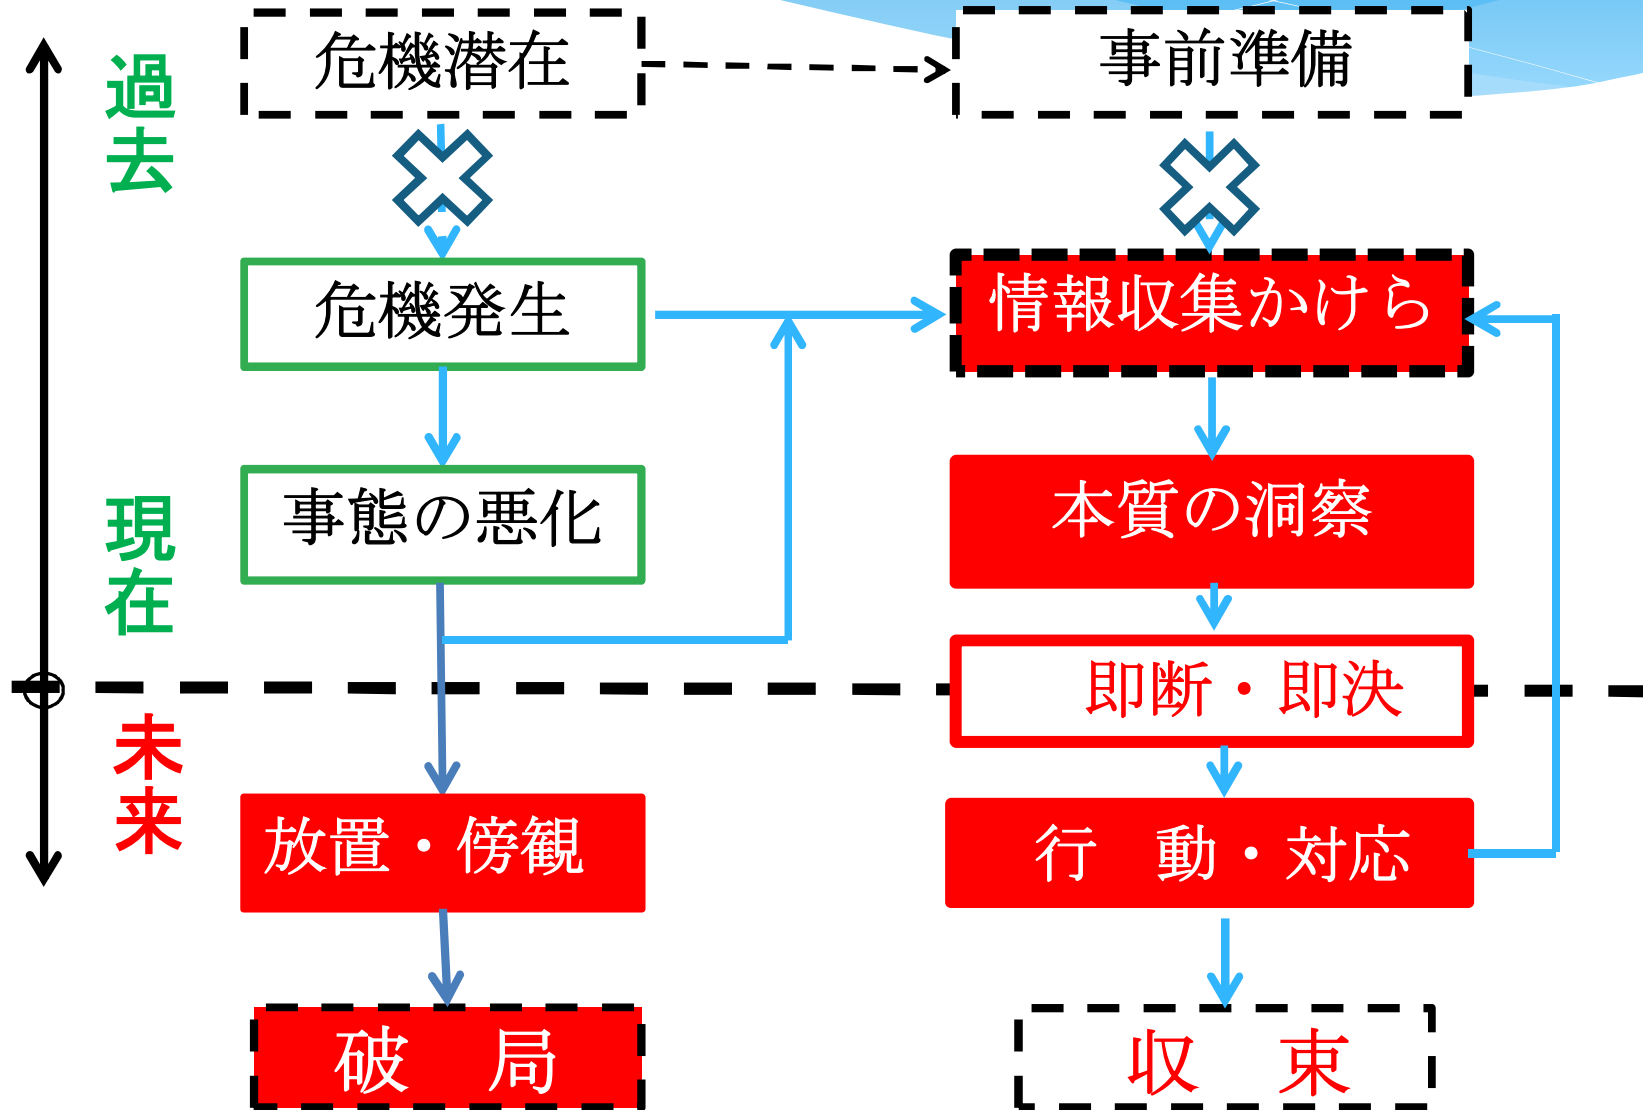 過去
危機潜在
事前準備
危機発生
情報収集かけら
現在
事態の悪化
本質の洞察
即断・即決
未来
放置・傍観
行　動・対応
破　局
収　束